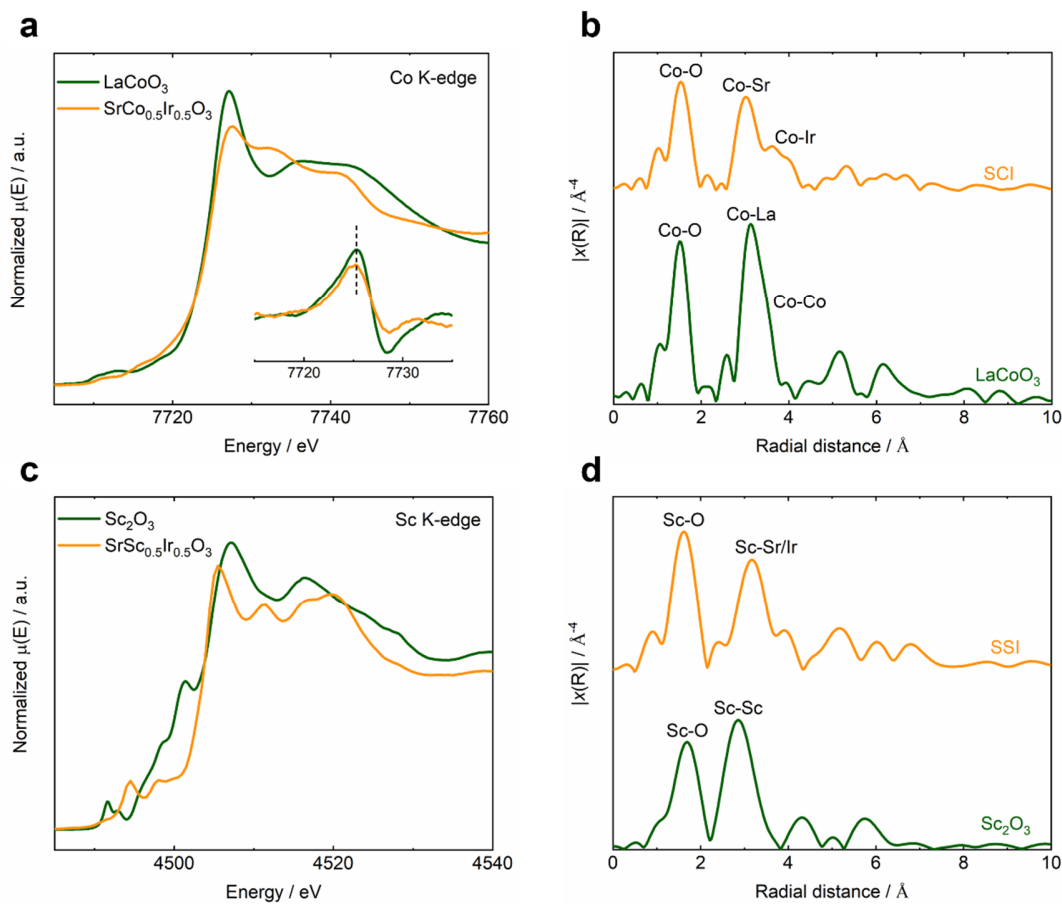 a
Co K-edge
LaCoO₃
SrCo₀.₅Ir₀.₅O₃
Normalized μ(E) / a.u.
7720
7730
7720
7740
7760
Energy / eV
b
Co-O
Co-Sr
Co-Ir
SCI
Co-La
Co-O
Co-Co
LaCoO₃
|x(R)| / Å⁻⁴
0
2
4
6
8
10
Radial distance / Å
c
Sc K-edge
Sc₂O₃
SrSc₀.₅Ir₀.₅O₃
Normalized μ(E) / a.u.
4500
4520
4540
Energy / eV
d
Sc-O
Sc-Sr/Ir
SSI
Sc-Sc
Sc-O
Sc₂O₃
|x(R)| / Å⁻⁴
0
2
4
6
8
10
Radial distance / Å